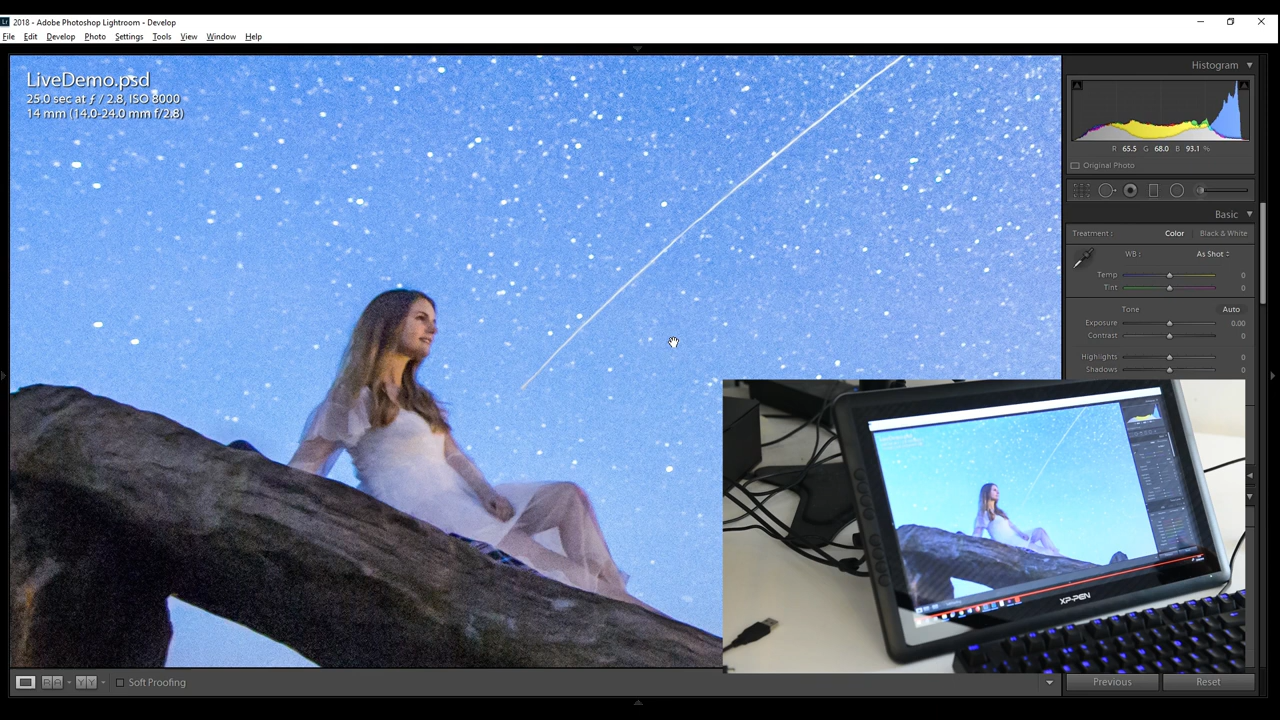 Lr 2018 - Adobe Photoshop Lightroom - Develop
File Edit Develop Photo Settings Tools View Window Help
LiveDemo.psd
25.0 sec at ƒ / 2.8, ISO 8000
14 mm (14.0-24.0 mm f/2.8)
Histogram
R 65.5 G 68.0 B 93.1 %
Original Photo
Basic
Treatment : Color Black & White
WB : As Shot
Temp 0
Tint 0
Tone Auto
Exposure 0.00
Contrast 0
Highlights 0
Shadows 0
XP-PEN
Soft Proofing
Previous Reset